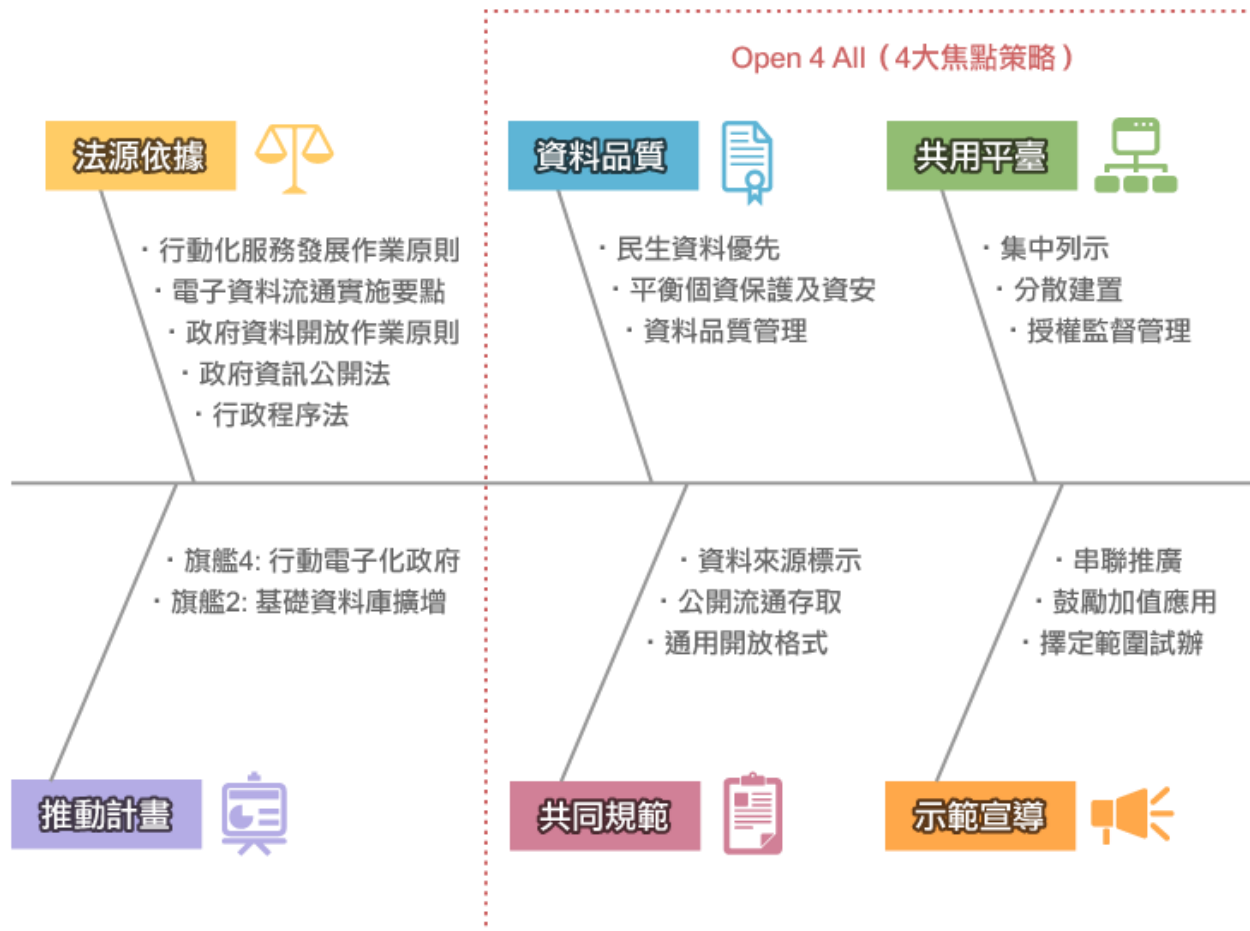 Open 4 All（4大焦點策略）
法源依據
・行動化服務發展作業原則
・電子資料流通實施要點
・政府資料開放作業原則
・政府資訊公開法
・行政程序法
資料品質
・民生資料優先
・平衡個資保護及資安
・資料品質管理
共用平臺
・集中列示
・分散建置
・授權監督管理
・旗艦4: 行動電子化政府
・旗艦2: 基礎資料庫擴增
推動計畫
・資料來源標示
・公開流通存取
・通用開放格式
共同規範
・串聯推廣
・鼓勵加值應用
・擇定範圍試辦
示範宣導